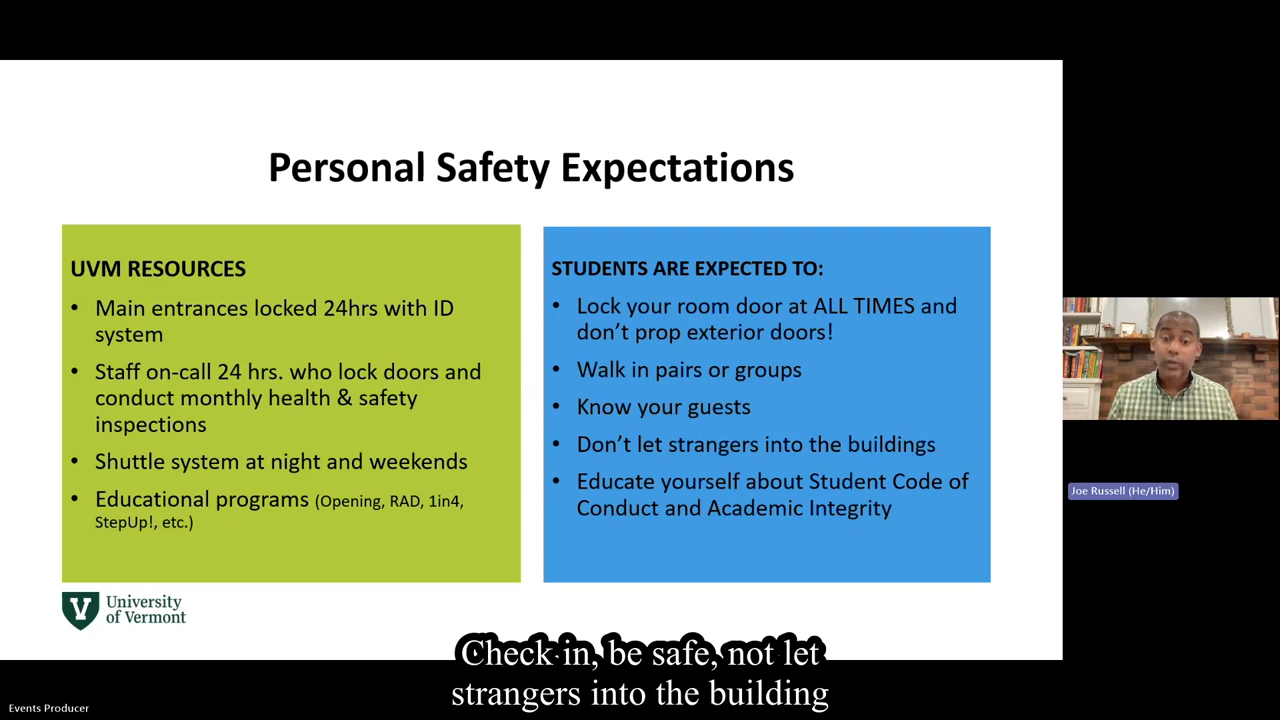 Personal Safety Expectations
UVM RESOURCES
• Main entrances locked 24hrs with ID
system
• Staff on-call 24 hrs. who lock doors and
conduct monthly health & safety
inspections
• Shuttle system at night and weekends
• Educational programs (Opening, RAD, 1in4,
StepUp!, etc.)
STUDENTS ARE EXPECTED TO:
• Lock your room door at ALL TIMES and
don’t prop exterior doors!
• Walk in pairs or groups
• Know your guests
• Don’t let strangers into the buildings
• Educate yourself about Student Code of
Conduct and Academic Integrity
V
University
of Vermont
Joe Russell (He/Him)
Check in, be safe, not let
strangers into the building
Events Producer